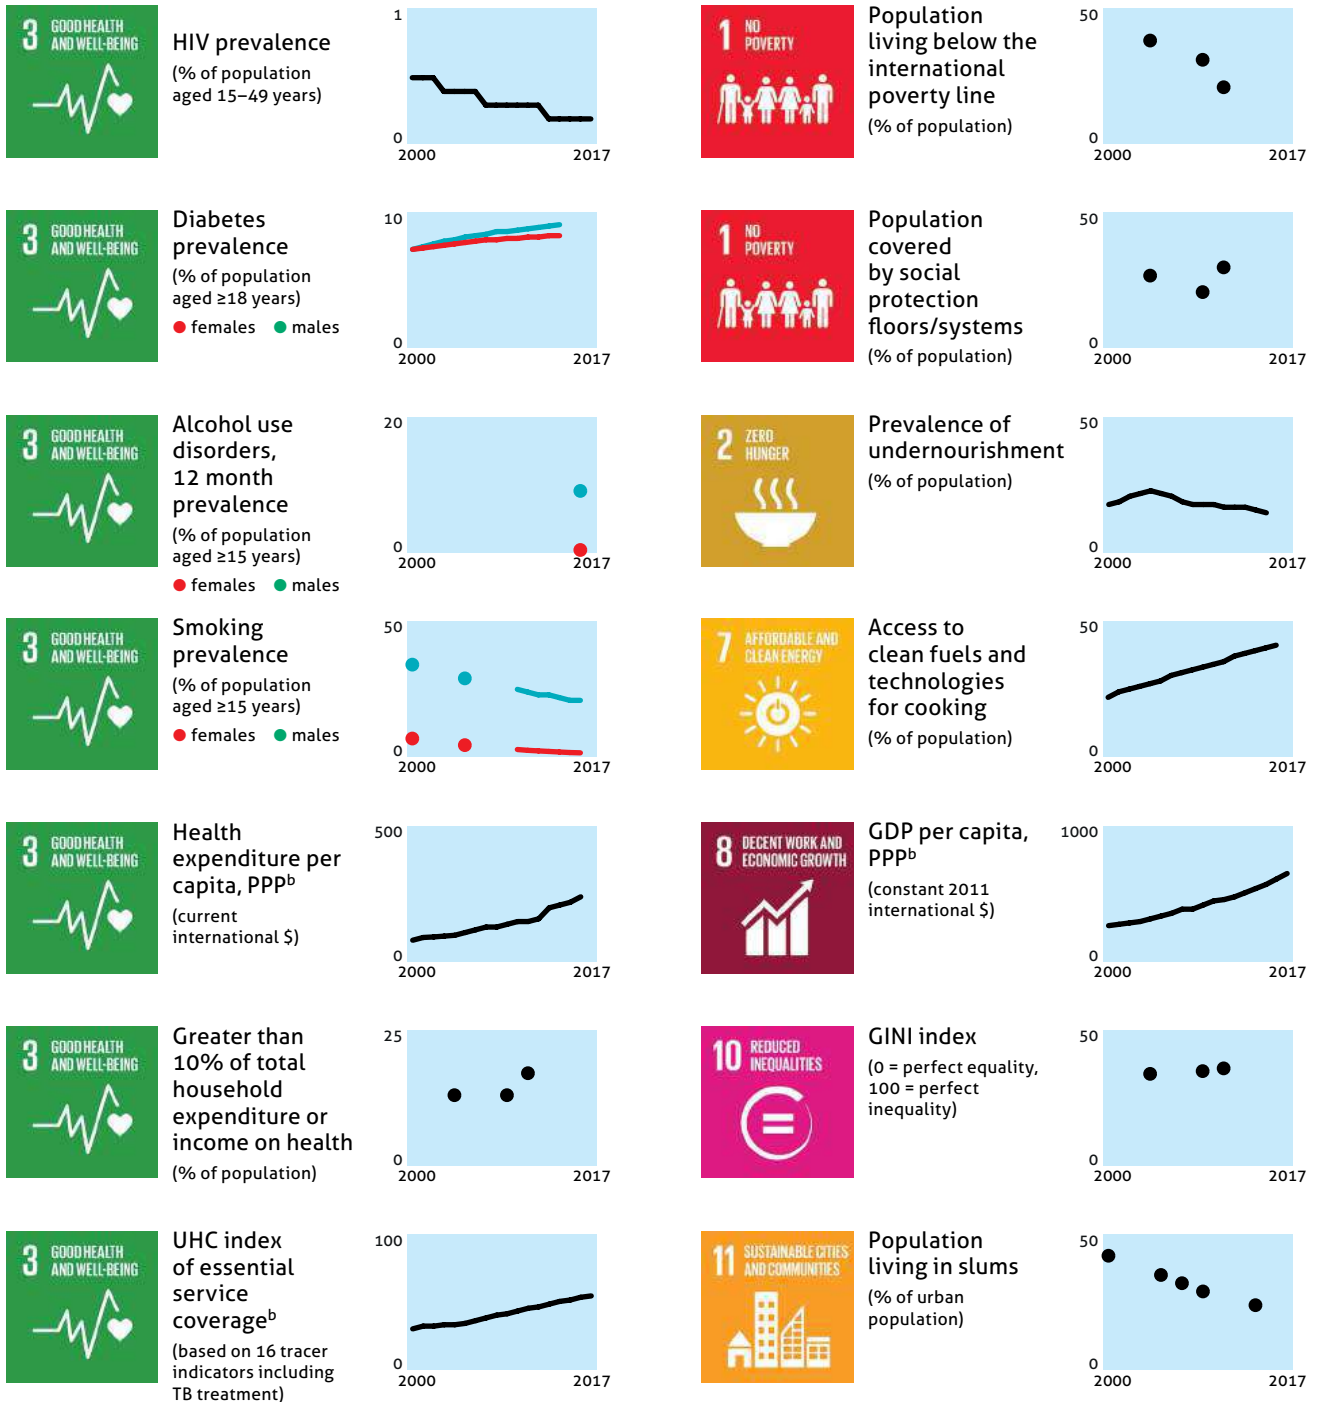 3 GOOD HEALTH
AND WELL-BEING
HIV prevalence
(% of population
aged 15–49 years)
1
0
2000 2017
3 GOOD HEALTH
AND WELL-BEING
Diabetes
prevalence
(% of population
aged ≥18 years)
females males
10
0
2000 2017
3 GOOD HEALTH
AND WELL-BEING
Alcohol use
disorders,
12 month
prevalence
(% of population
aged ≥15 years)
females males
20
0
2000 2017
3 GOOD HEALTH
AND WELL-BEING
Smoking
prevalence
(% of population
aged ≥15 years)
females males
50
0
2000 2017
3 GOOD HEALTH
AND WELL-BEING
Health
expenditure per
capita, PPPᵇ
(current
international $)
500
0
2000 2017
3 GOOD HEALTH
AND WELL-BEING
Greater than
10% of total
household
expenditure or
income on health
(% of population)
25
0
2000 2017
3 GOOD HEALTH
AND WELL-BEING
UHC index
of essential
service
coverageᵇ
(based on 16 tracer
indicators including
TB treatment)
100
0
2000 2017
1 NO
POVERTY
Population
living below the
international
poverty line
(% of population)
50
0
2000 2017
1 NO
POVERTY
Population
covered
by social
protection
floors/systems
(% of population)
50
0
2000 2017
2 ZERO
HUNGER
Prevalence of
undernourishment
(% of population)
50
0
2000 2017
7 AFFORDABLE AND
CLEAN ENERGY
Access to
clean fuels and
technologies
for cooking
(% of population)
50
0
2000 2017
8 DECENT WORK AND
ECONOMIC GROWTH
GDP per capita,
PPPᵇ
(constant 2011
international $)
1000
0
2000 2017
10 REDUCED
INEQUALITIES
GINI index
(0 = perfect equality,
100 = perfect
inequality)
50
0
2000 2017
11 SUSTAINABLE CITIES
AND COMMUNITIES
Population
living in slums
(% of urban
population)
50
0
2000 2017